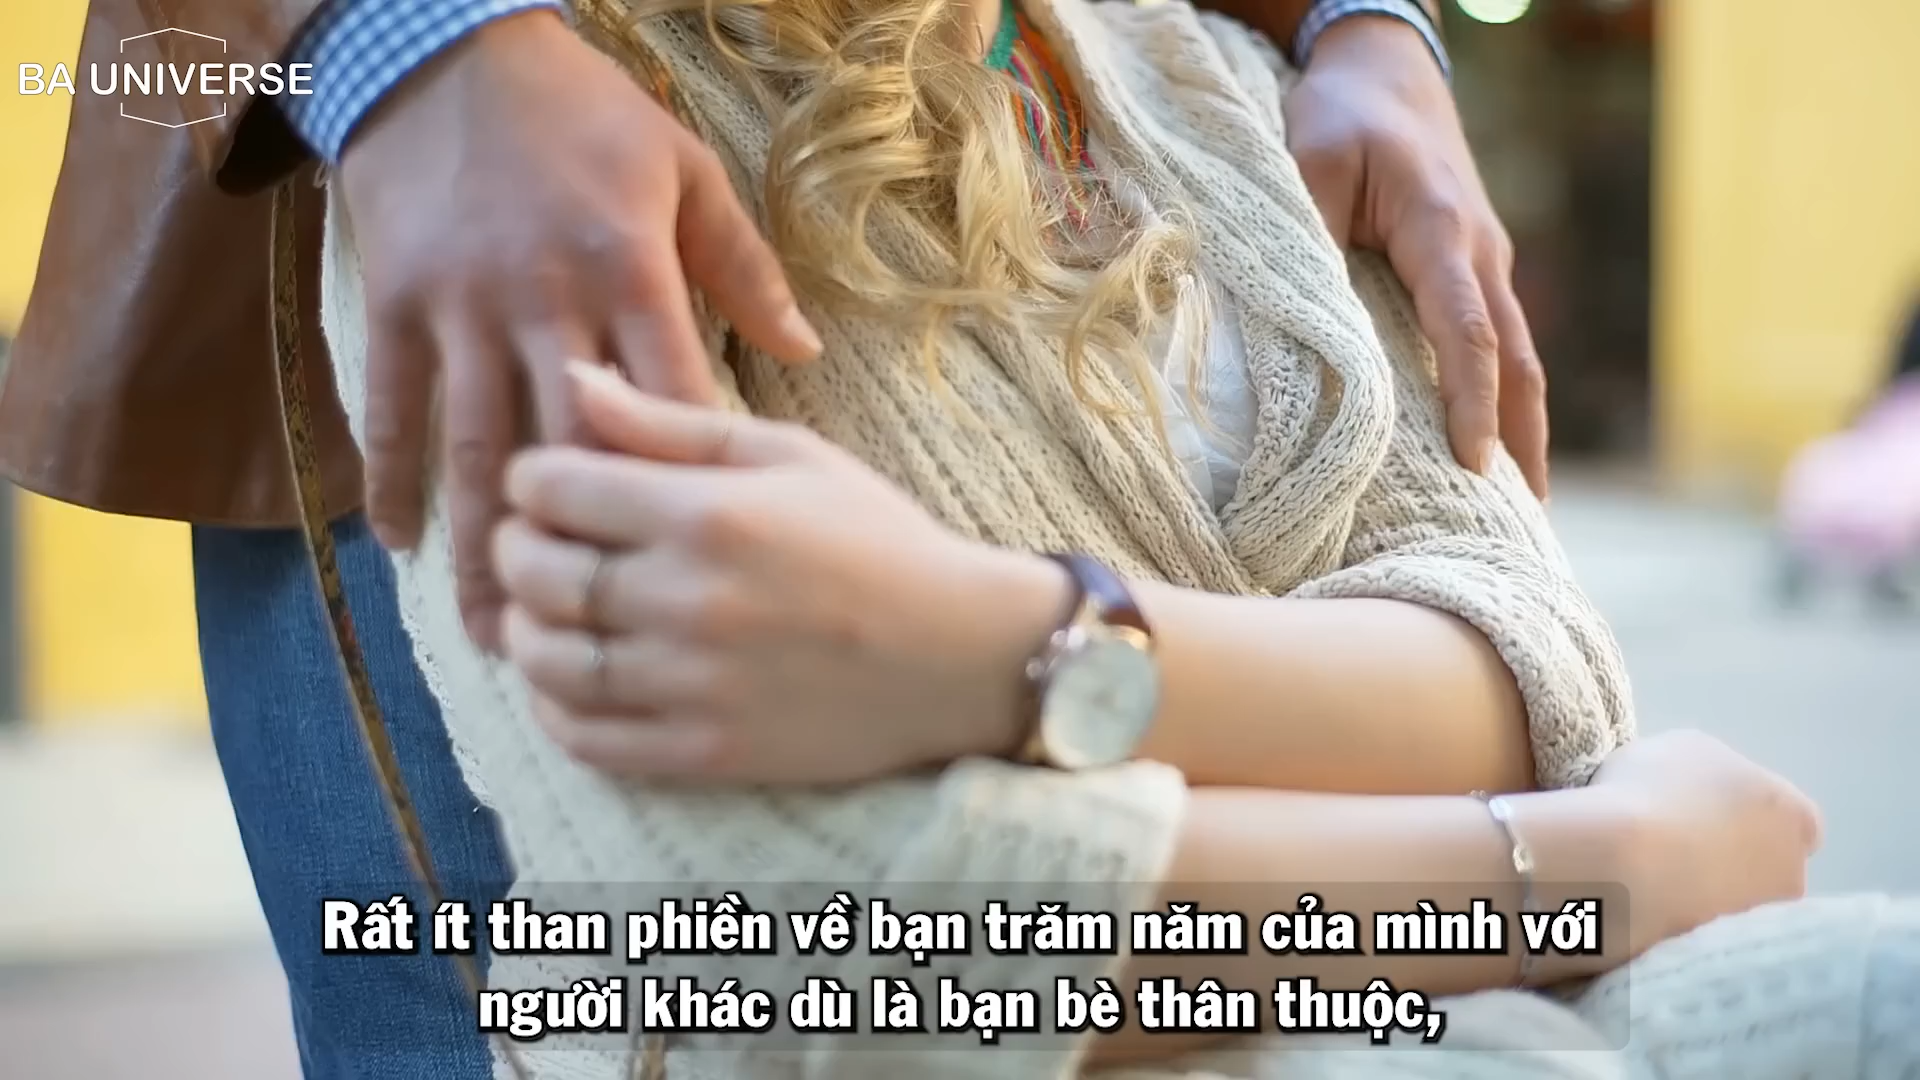 BA UNIVERSE
Rất ít than phiền về bạn trăm năm của mình với
người khác dù là bạn bè thân thuộc,